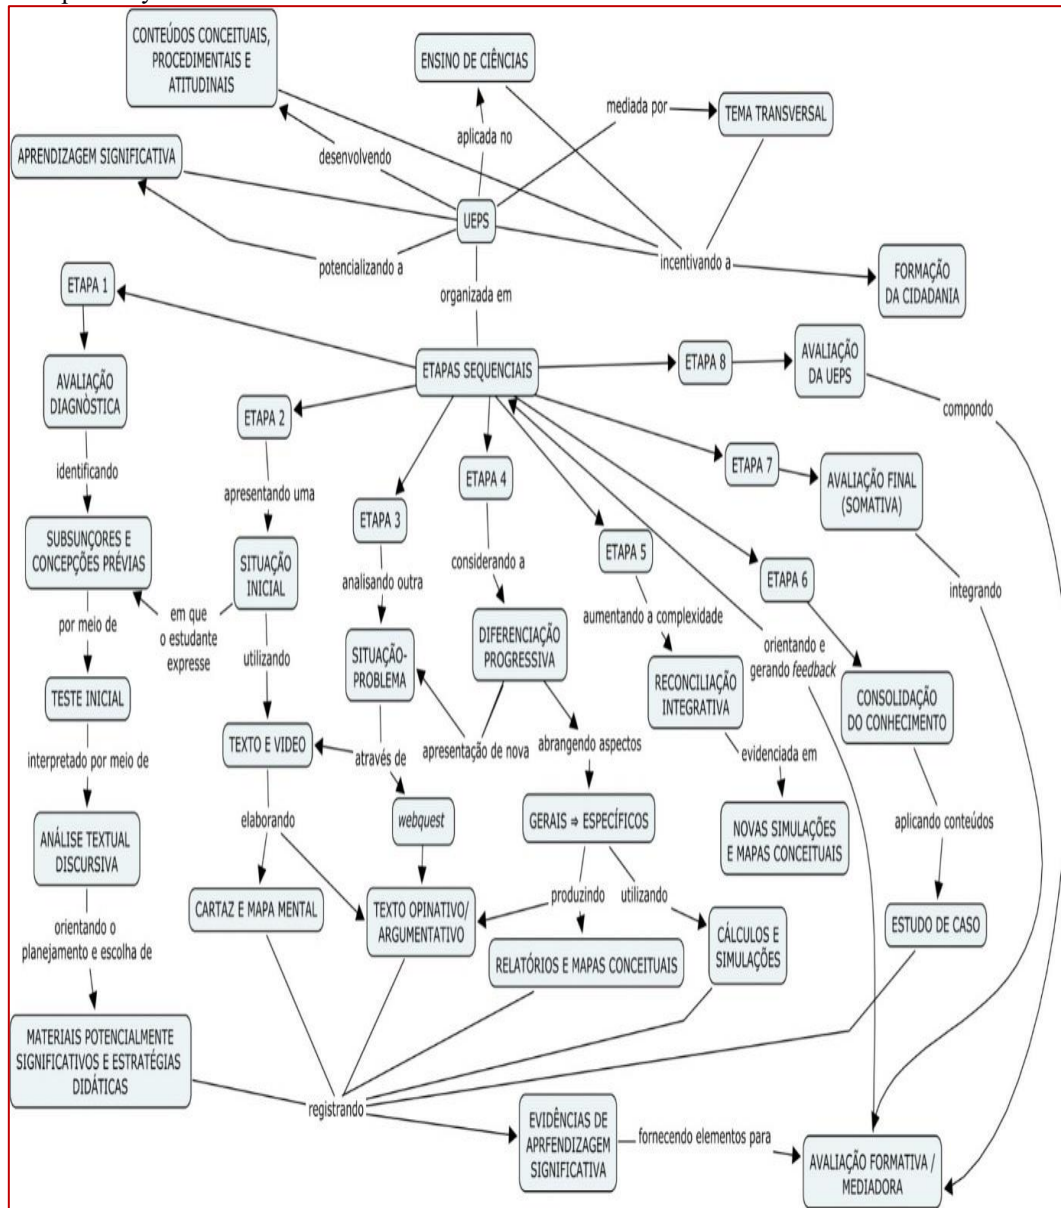 CONTEÚDOS CONCEITUAIS,
PROCEDIMENTAIS E
ATITUDINAIS
ENSINO DE CIÊNCIAS
mediada por
TEMA TRANSVERSAL
aplicada no
APRENDIZAGEM SIGNIFICATIVA
desenvolvendo
UEPS
potencializando a
incentivando a
FORMAÇÃO
DA CIDADANIA
ETAPA 1
organizada em
ETAPAS SEQUENCIAIS
ETAPA 8
AVALIAÇÃO
DA UEPS
compondo
AVALIAÇÃO
DIAGNÒSTICA
ETAPA 2
ETAPA 7
AVALIAÇÃO FINAL
(SOMATIVA)
identificando
apresentando uma
ETAPA 3
ETAPA 4
ETAPA 5
ETAPA 6
integrando
SUBSUNÇORES E
CONCEPÇÕES PRÉVIAS
SITUAÇÃO
INICIAL
analisando outra
considerando a
aumentando a complexidade
por meio de
em que
o estudante
expresse
utilizando
SITUAÇÃO-
PROBLEMA
DIFERENCIAÇÃO
PROGRESSIVA
orientando e
gerando feedback
RECONCILIAÇÃO
INTEGRATIVA
CONSOLIDAÇÃO
DO CONHECIMENTO
TESTE INICIAL
TEXTO E VIDEO
através de
apresentação de nova
abrangendo aspectos
evidenciada em
interpretado por meio de
elaborando
webquest
GERAIS ⇒ ESPECÍFICOS
NOVAS SIMULAÇÕES
E MAPAS CONCEITUAIS
aplicando conteúdos
ANÁLISE TEXTUAL
DISCURSIVA
CARTAZ E MAPA MENTAL
TEXTO OPINATIVO/
ARGUMENTATIVO
produzindo
utilizando
ESTUDO DE CASO
orientando o
planejamento e escolha de
RELATÓRIOS E MAPAS CONCEITUAIS
CÁLCULOS E
SIMULAÇÕES
MATERIAIS POTENCIALMENTE
SIGNIFICATIVOS E ESTRATÉGIAS
DIDÁTICAS
registrando
EVIDÊNCIAS DE
APRFENDIZAGEM
SIGNIFICATIVA
fornecendo elementos para
AVALIAÇÃO FORMATIVA /
MEDIADORA